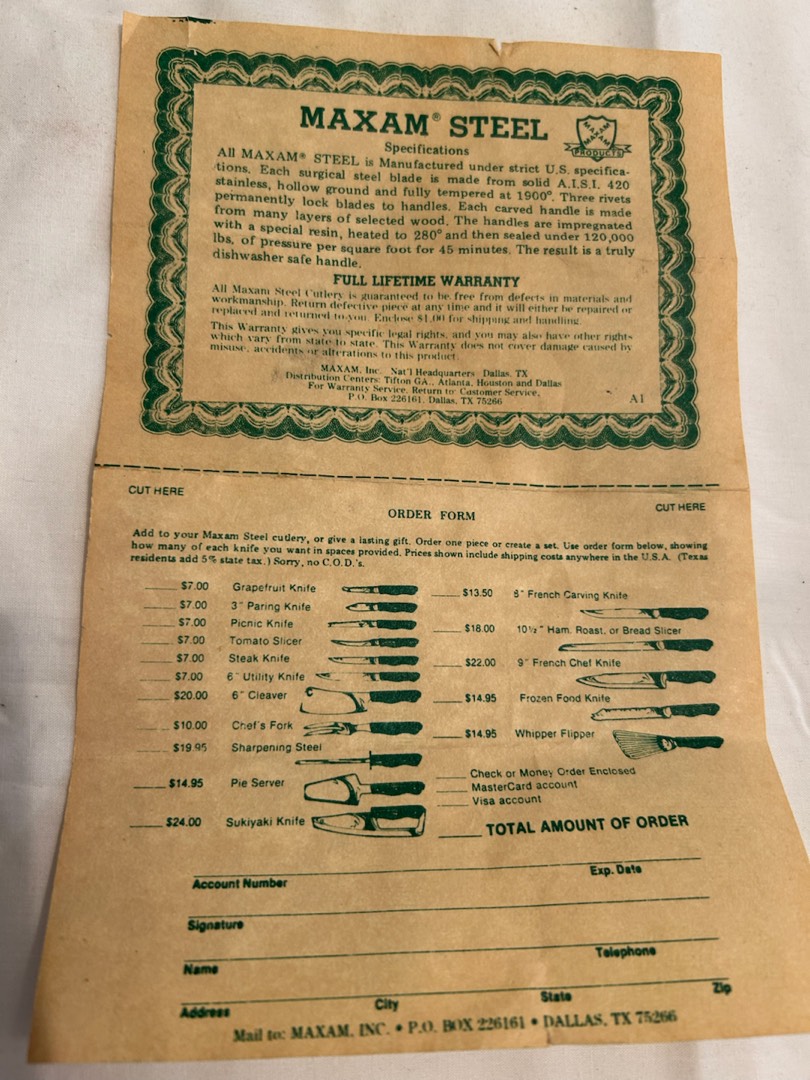 MAXAM® STEEL
MAXAM
MAXAM
PRODUCTS
Specifications
All MAXAM® STEEL is Manufactured under strict U.S. specifica-
tions. Each surgical steel blade is made from solid A.I.S.I. 420
stainless, hollow ground and fully tempered at 1900°. Three rivets
permanently lock blades to handles. Each carved handle is made
from many layers of selected wood. The handles are impregnated
with a special resin, heated to 280° and then sealed under 120,000
lbs. of pressure per square foot for 45 minutes. The result is a truly
dishwasher safe handle.
FULL LIFETIME WARRANTY
All Maxam Steel Cutlery is guaranteed to be free from defects in materials and
workmanship. Return defective piece at any time and it will either be repaired or
replaced and returned to you. Enclose $1.00 for shipping and handling.
This Warranty gives you specific legal rights, and you may also have other rights
which vary from state to state. This Warranty does not cover damage caused by
misuse, accidents or alterations to this product.
MAXAM, Inc. Nat'l Headquarters Dallas, TX
Distribution Centers: Tifton GA., Atlanta, Houston and Dallas
For Warranty Service, Return to: Customer Service,
P.O. Box 226161, Dallas, TX 75266
A1
CUT HERE
CUT HERE
ORDER FORM
Add to your Maxam Steel cutlery, or give a lasting gift. Order one piece or create a set. Use order form below, showing
how many of each knife you want in spaces provided. Prices shown include shipping costs anywhere in the U.S.A. (Texas
residents add 5% state tax.) Sorry, no C.O.D.'s.
$7.00 Grapefruit Knife
$7.00 3" Paring Knife
$7.00 Picnic Knife
$7.00 Tomato Slicer
$7.00 Steak Knife
$7.00 6" Utility Knife
$20.00 6" Cleaver
$10.00 Chef's Fork
$19.95 Sharpening Steel
$14.95 Pie Server
$24.00 Sukiyaki Knife
$13.50 8" French Carving Knife
$18.00 10½" Ham, Roast, or Bread Slicer
$22.00 9" French Chef Knife
$14.95 Frozen Food Knife
$14.95 Whipper Flipper
Check or Money Order Enclosed
MasterCard account
Visa account
TOTAL AMOUNT OF ORDER
Account Number Exp. Date
Signature
Name Telephone
Address City State Zip
Mail to: MAXAM, INC. • P.O. BOX 226161 • DALLAS, TX 75266